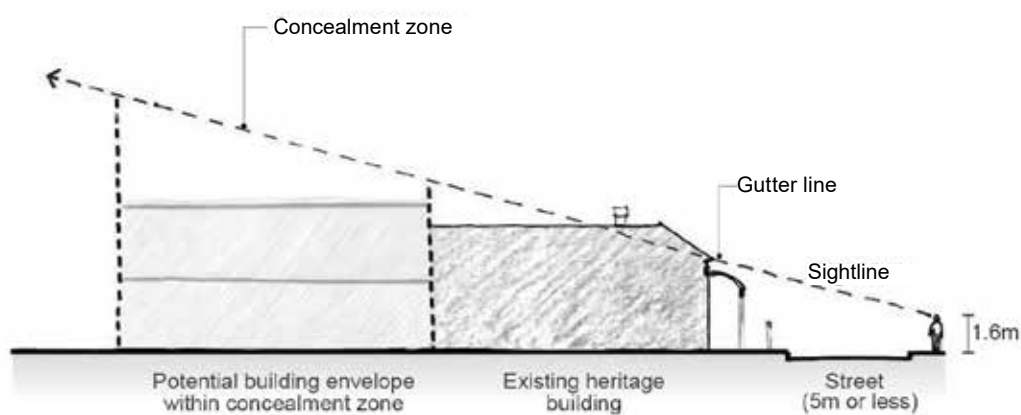 Concealment zone
Gutter line
Sightline
1.6m
Potential building envelope
within concealment zone
Existing heritage
building
Street
(5m or less)